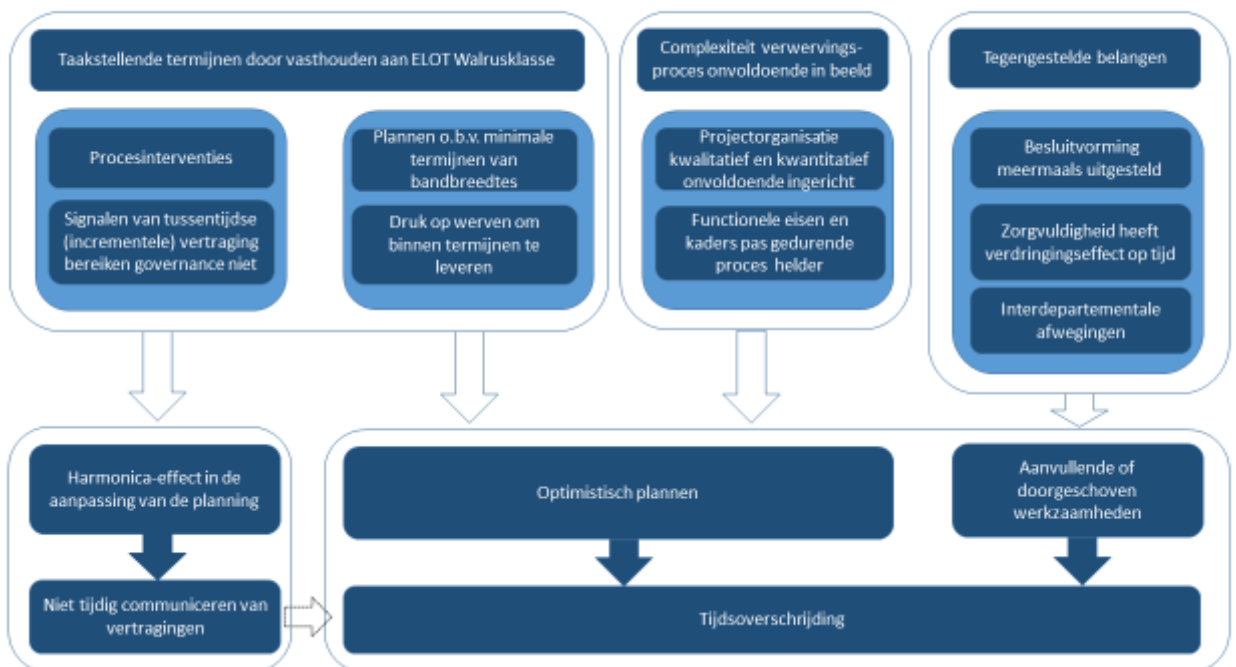 Taakstellende termijnen door vasthouden aan ELOT Walrusklasse
Procesinterventies
Signalen van tussentijdse
(incrementele) vertraging
bereiken governance niet
Plannen o.b.v. minimale
termijnen van
bandbreedtes
Druk op werven om
binnen termijnen te
leveren
Complexiteit verwervings-
proces onvoldoende in beeld
Projectorganisatie
kwalitatief en kwantitatief
onvoldoende ingericht
Functionele eisen en
kaders pas gedurende
proces helder
Tegengestelde belangen
Besluitvorming
meermaals uitgesteld
Zorgvuldigheid heeft
verdringingseffect op tijd
Interdepartementale
afwegingen
Harmonica-effect in de
aanpassing van de planning
Niet tijdig communiceren van
vertragingen
Optimistisch plannen
Aanvullende of
doorgeschoven
werkzaamheden
Tijdsoverschrijding